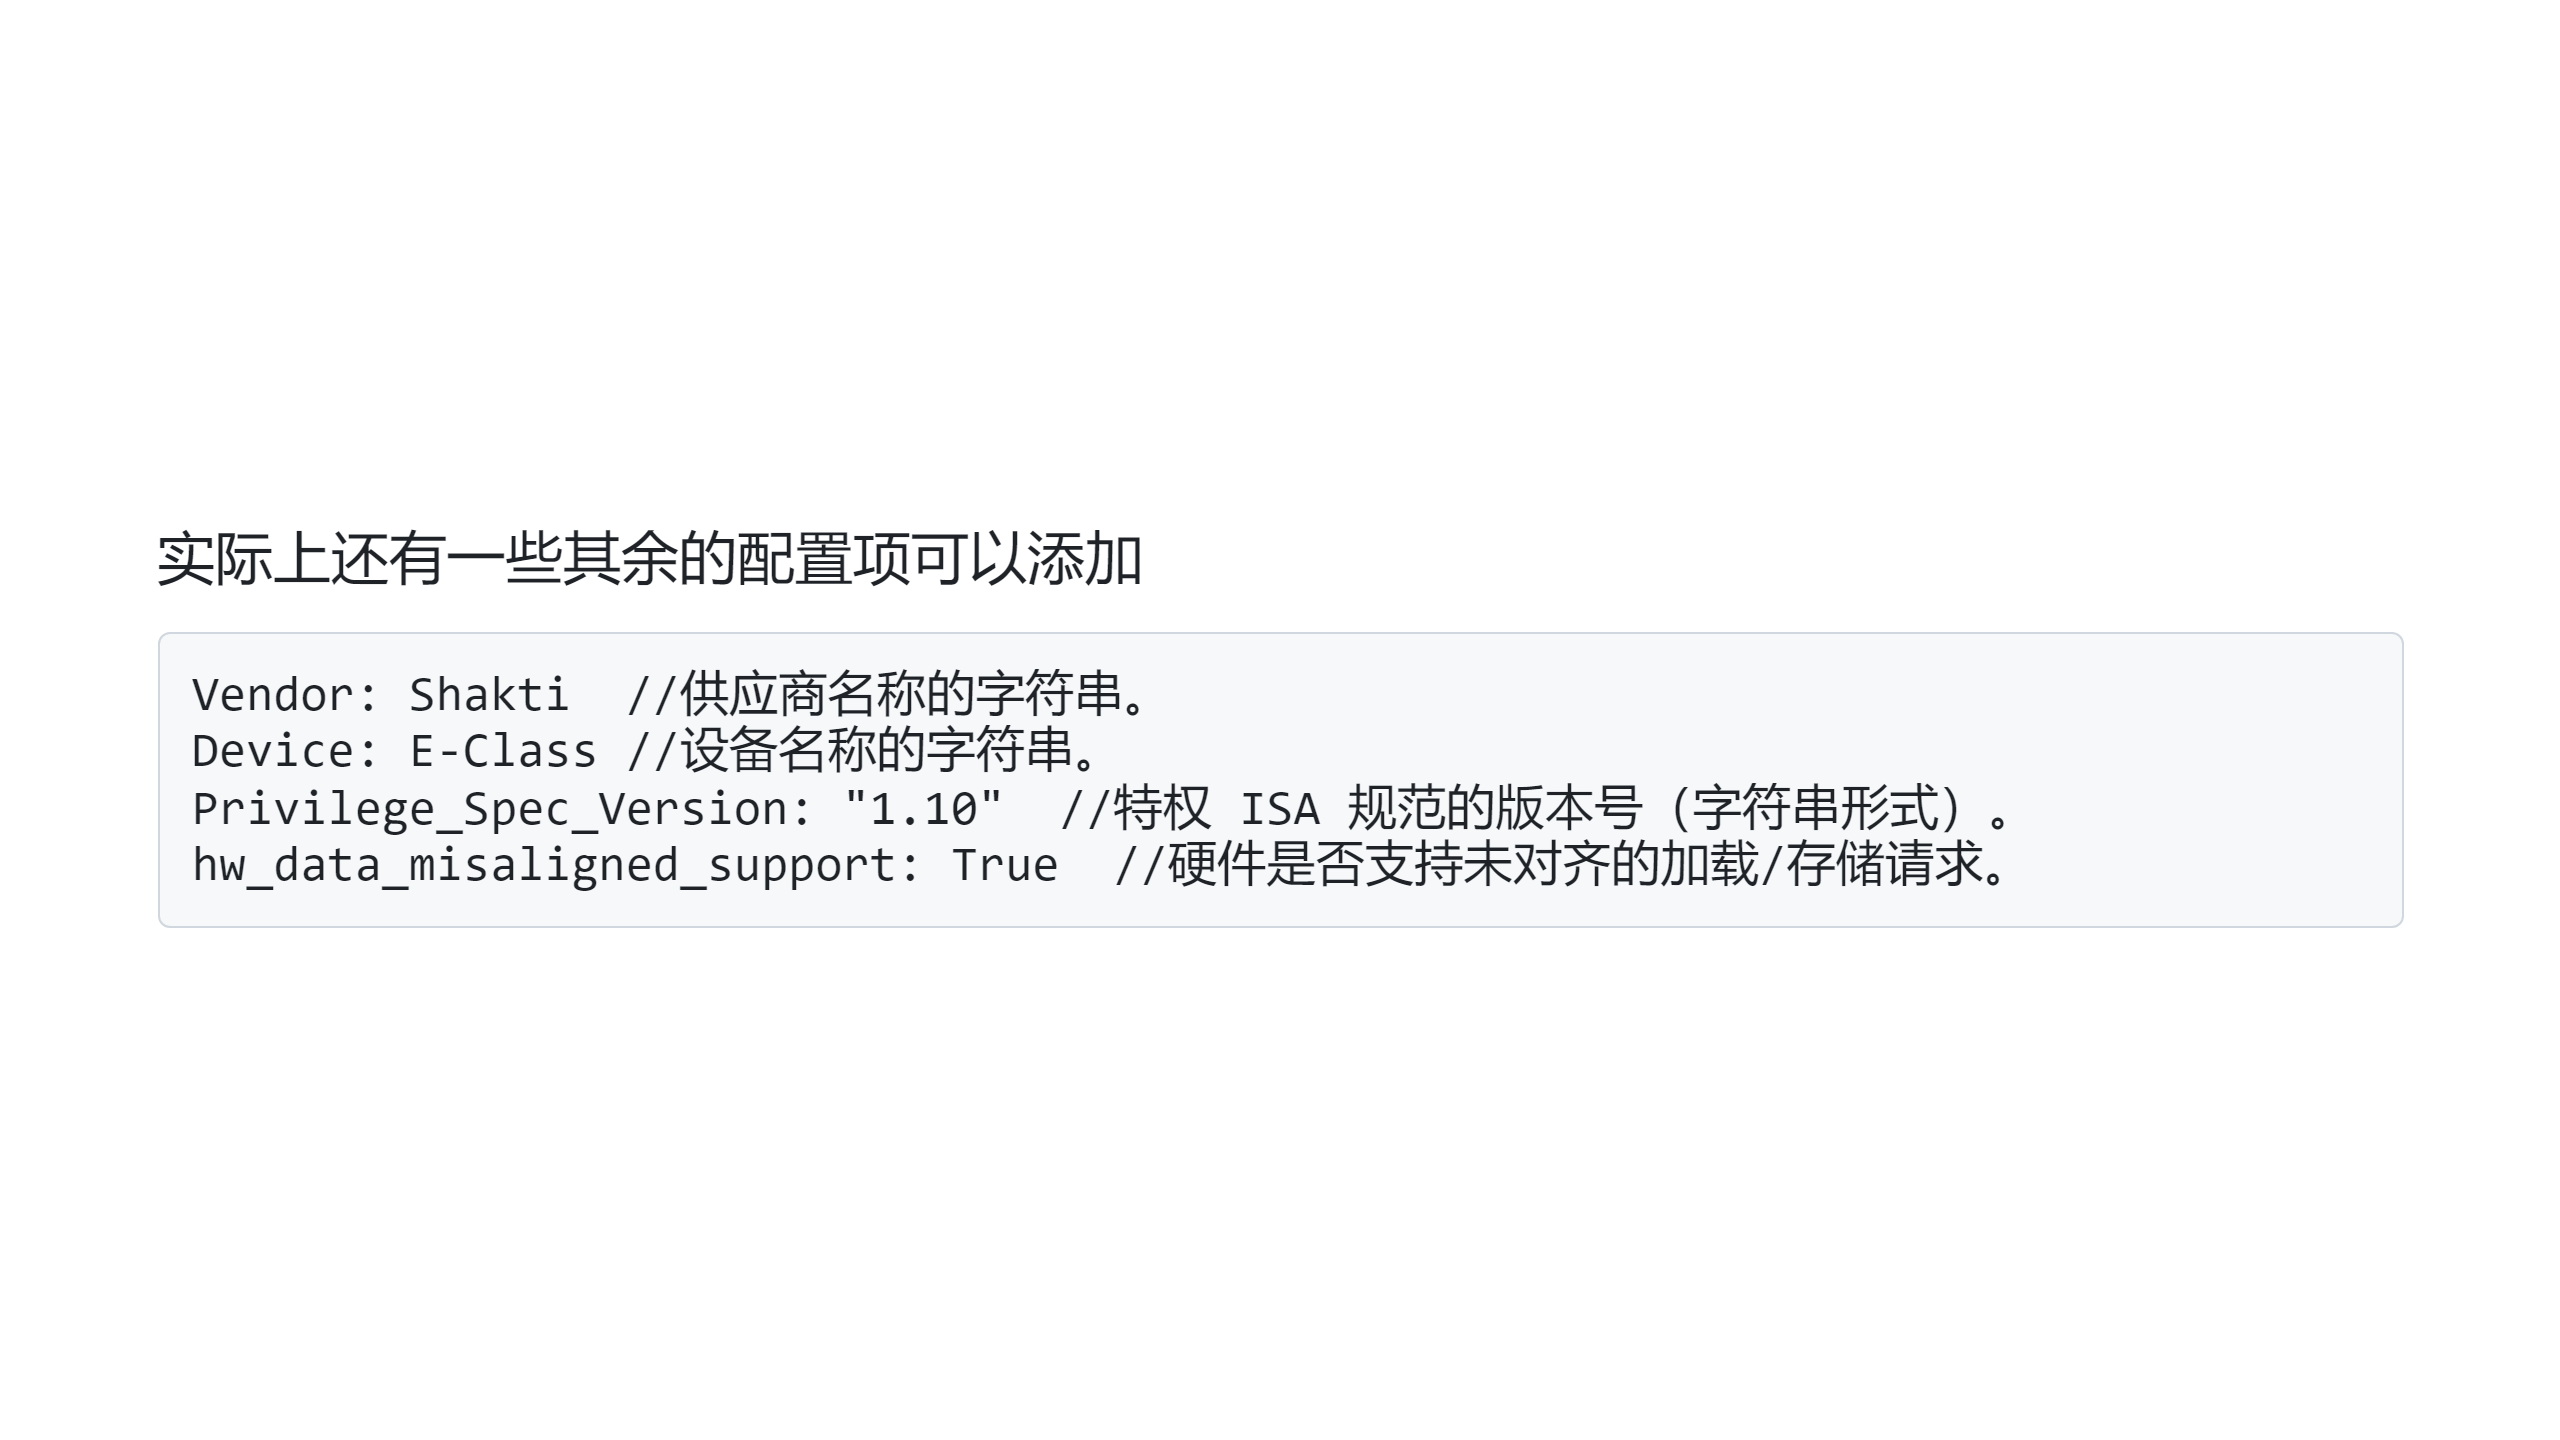 实际上还有一些其余的配置项可以添加
Vendor: Shakti  //供应商名称的字符串。
Device: E-Class //设备名称的字符串。
Privilege_Spec_Version: "1.10"  //特权 ISA 规范的版本号（字符串形式）。
hw_data_misaligned_support: True  //硬件是否支持未对齐的加载/存储请求。